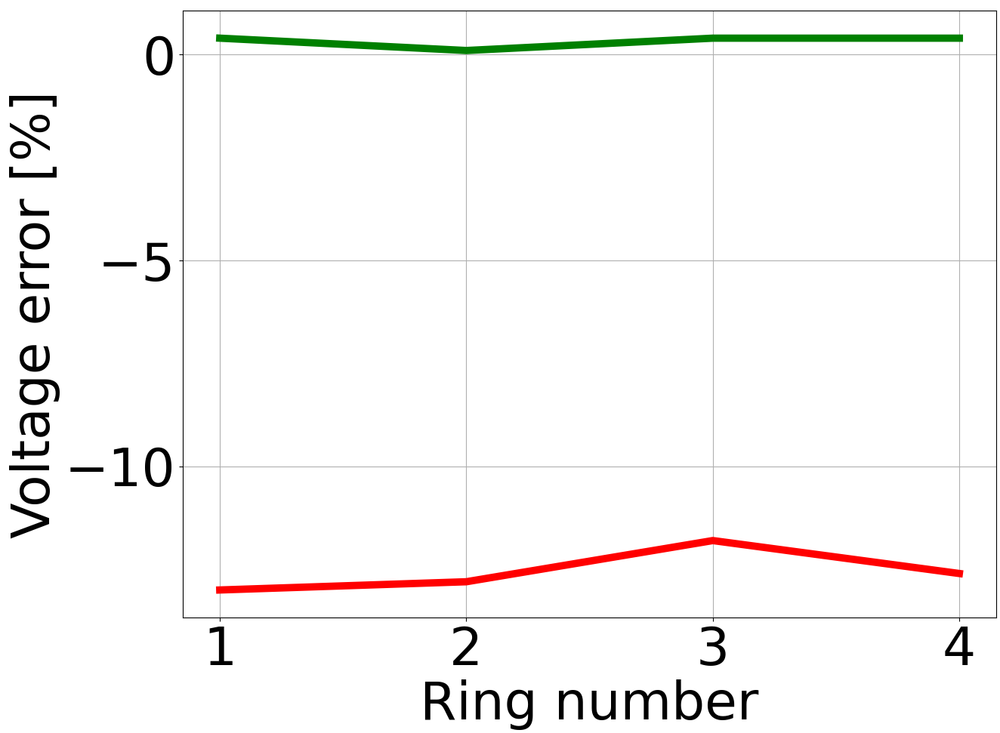 Voltage error [%]
0
−5
−10
1 2 3 4
Ring number